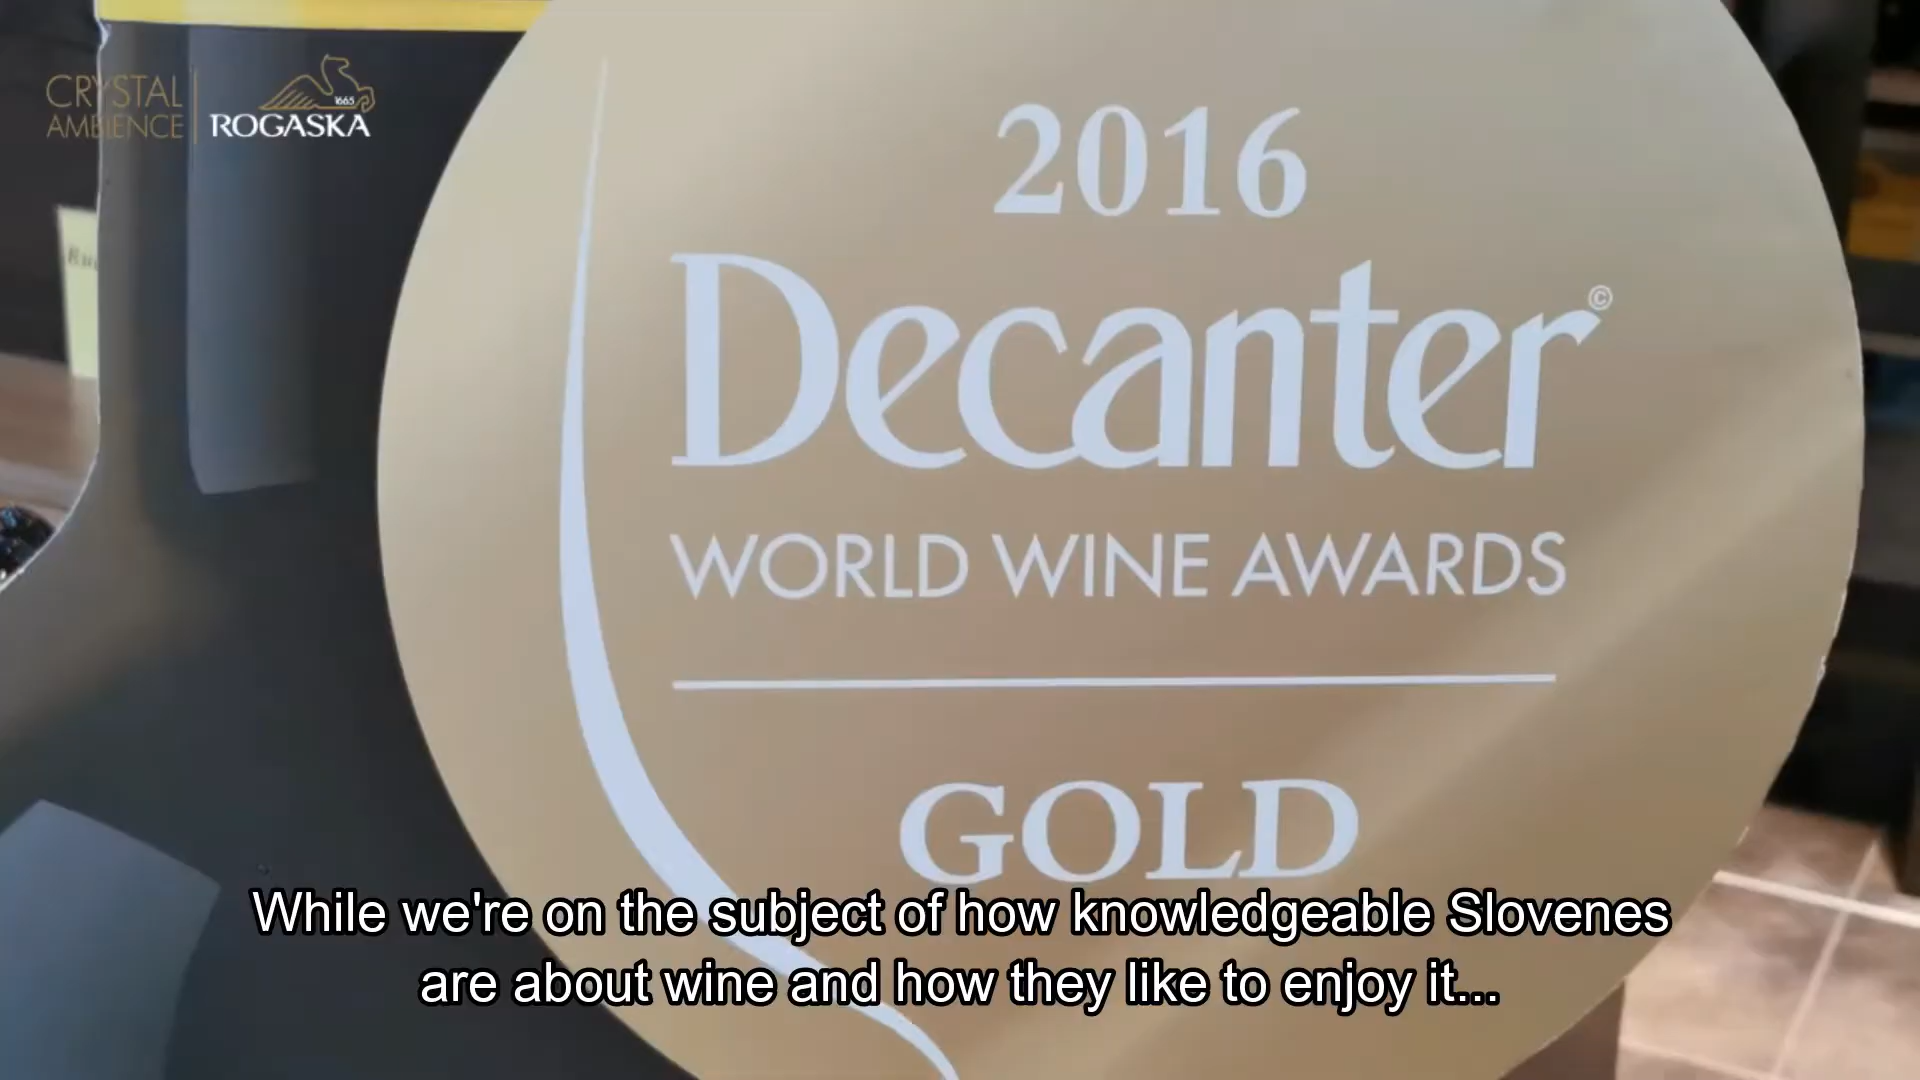 CRYSTAL
AMBIENCE
1665
ROGASKA
2016
Decanter©
WORLD WINE AWARDS
GOLD
While we're on the subject of how knowledgeable Slovenes
are about wine and how they like to enjoy it...